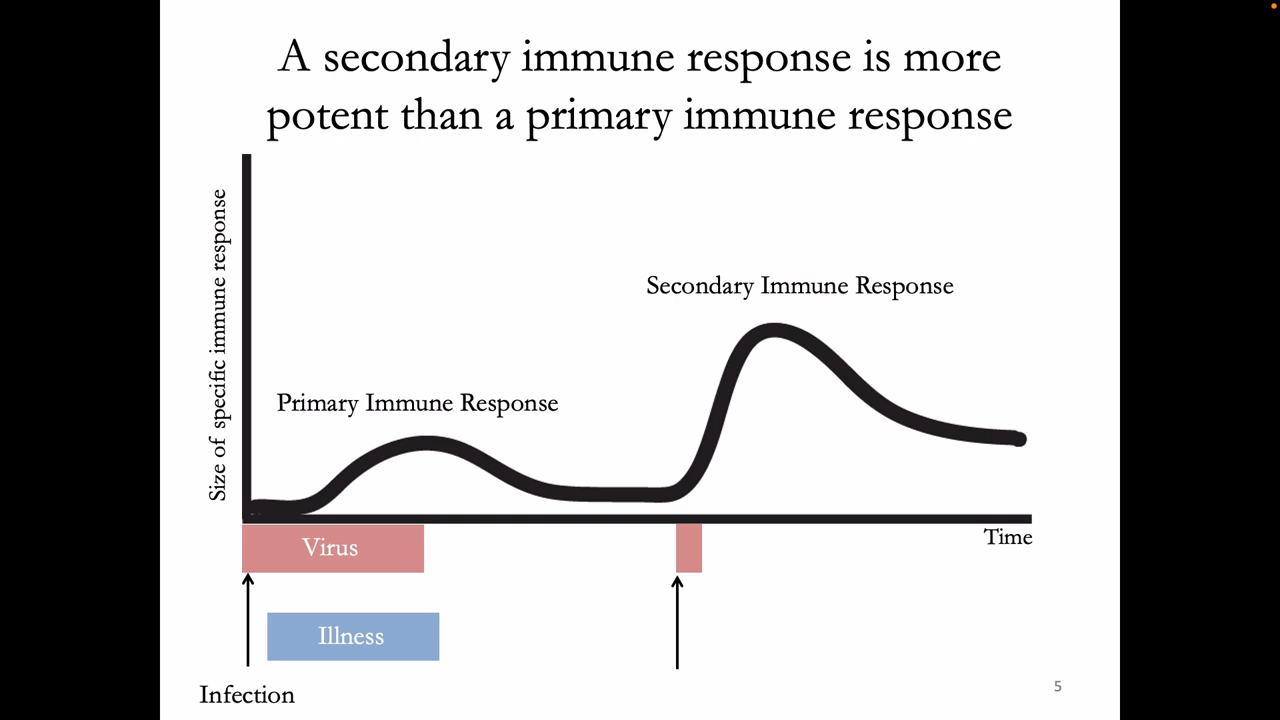 A secondary immune response is more
potent than a primary immune response
Size of specific immune response
Secondary Immune Response
Primary Immune Response
Time
Virus
Illness
Infection
5